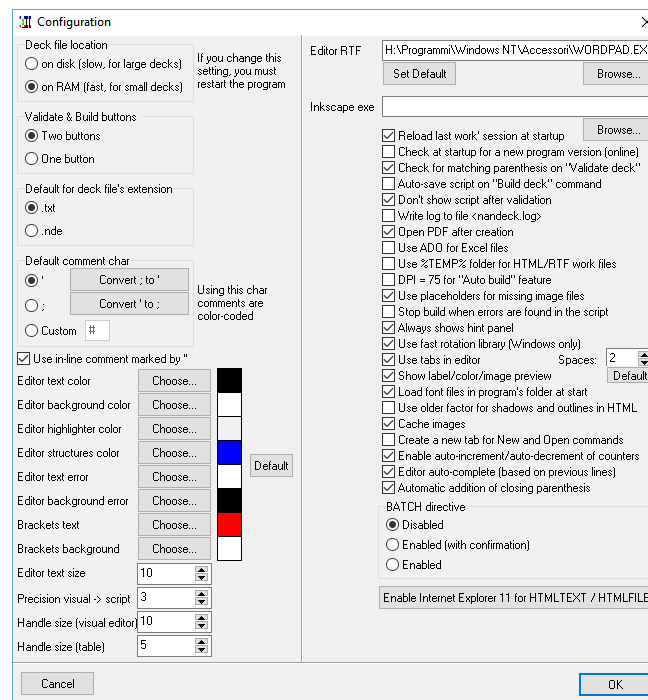 Configuration
Deck file location
on disk (slow, for large decks)
on RAM (fast, for small decks)
If you change this
setting, you must
restart the program
Validate & Build buttons
Two buttons
One button
Default for deck file's extension
.txt
.nde
Default comment char
'
Convert ; to '
;
Convert ' to ;
Custom
#
Using this char
comments are
color-coded
Use in-line comment marked by "
Editor text color
Choose...
Editor background color
Choose...
Editor highlighter color
Choose...
Editor structures color
Choose...
Editor text error
Choose...
Editor background error
Choose...
Brackets text
Choose...
Brackets background
Choose...
Default
Editor text size
10
Precision visual -> script
3
Handle size (visual editor)
10
Handle size (table)
5
Cancel
Editor RTF
H:\Programmi\Windows NT\Accessori\WORDPAD.EX
Set Default
Browse...
Inkscape exe
Browse...
Reload last work' session at startup
Check at startup for a new program version (online)
Check for matching parenthesis on "Validate deck"
Auto-save script on "Build deck" command
Don't show script after validation
Write log to file <nandeck.log>
Open PDF after creation
Use ADO for Excel files
Use %TEMP% folder for HTML/RTF work files
DPI = 75 for "Auto build" feature
Use placeholders for missing image files
Stop build when errors are found in the script
Always shows hint panel
Use fast rotation library (Windows only)
Use tabs in editor
Spaces:
2
Show label/color/image preview
Default
Load font files in program's folder at start
Use older factor for shadows and outlines in HTML
Cache images
Create a new tab for New and Open commands
Enable auto-increment/auto-decrement of counters
Editor auto-complete (based on previous lines)
Automatic addition of closing parenthesis
BATCH directive
Disabled
Enabled (with confirmation)
Enabled
Enable Internet Explorer 11 for HTMLTEXT / HTMLFILE
OK